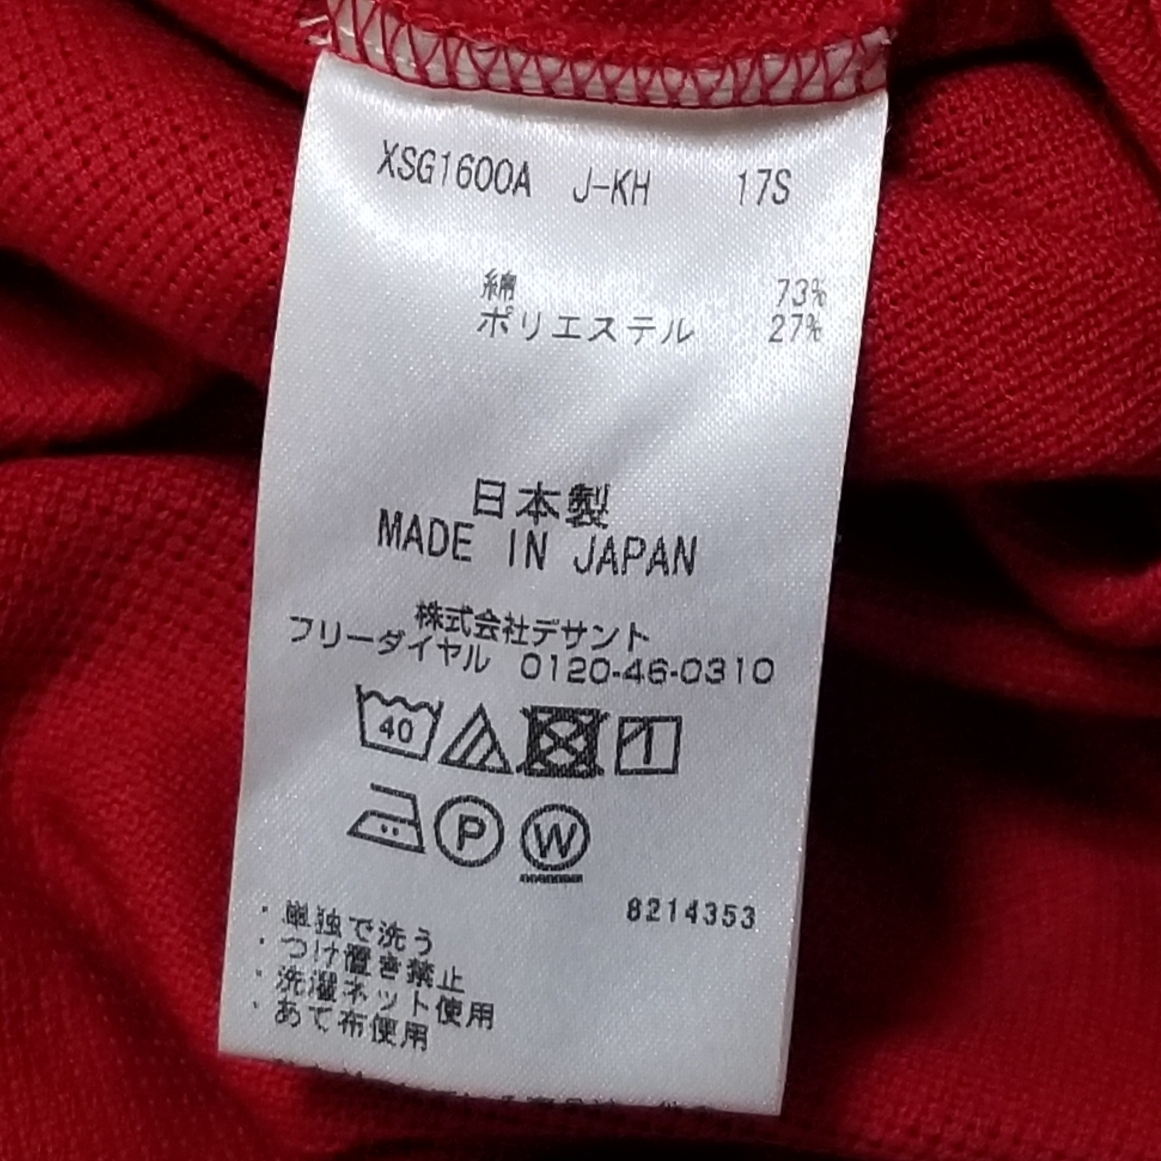 XSG1600A J-KH 17S
綿 73%
ポリエステル 27%
日本製
MADE IN JAPAN
株式会社デサント
フリーダイヤル 0120-46-0310
40
P W
8214353
・単独で洗う
・つけ置き禁止
・洗濯ネット使用
・あて布使用